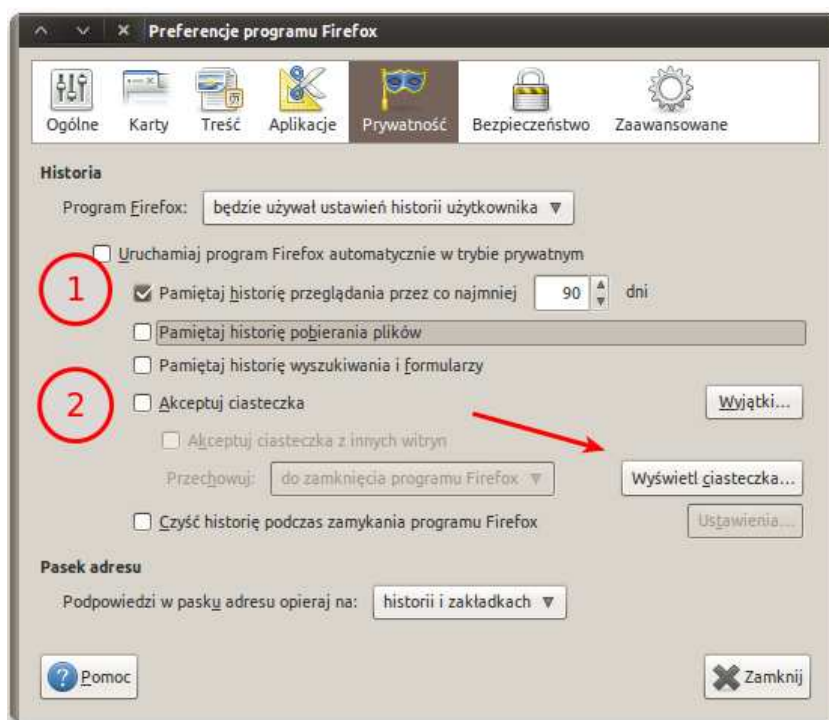 Preferencje programu Firefox
Ogólne Karty Treść Aplikacje Prywatność Bezpieczeństwo Zaawansowane
Historia
Program Firefox: będzie używał ustawień historii użytkownika
Uruchamiaj program Firefox automatycznie w trybie prywatnym
1
Pamiętaj historię przeglądania przez co najmniej 90 dni
Pamiętaj historię pobierania plików
Pamiętaj historię wyszukiwania i formularzy
2
Akceptuj ciasteczka Wyjątki...
Akceptuj ciasteczka z innych witryn
Przechowuj: do zamknięcia programu Firefox Wyświetl ciasteczka...
Czyść historię podczas zamykania programu Firefox Ustawienia...
Pasek adresu
Podpowiedzi w pasku adresu opieraj na: historii i zakładkach
Pomoc Zamknij